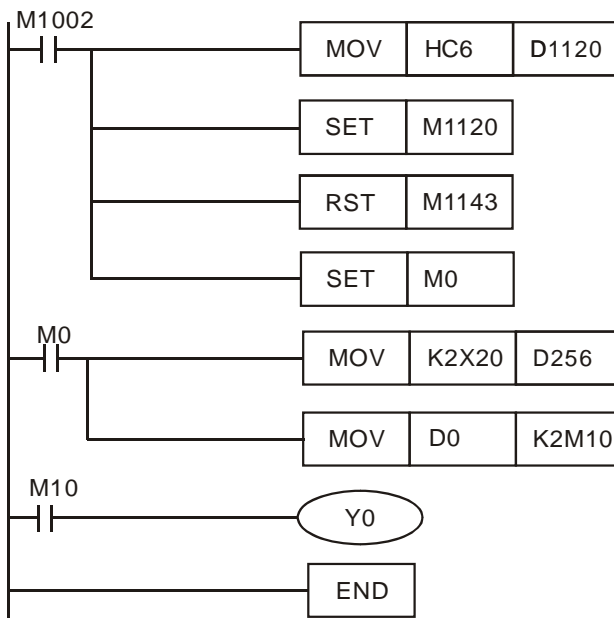 M1002
MOV HC6 D1120
SET M1120
RST M1143
SET M0
M0
MOV K2X20 D256
MOV D0 K2M10
M10
Y0
END